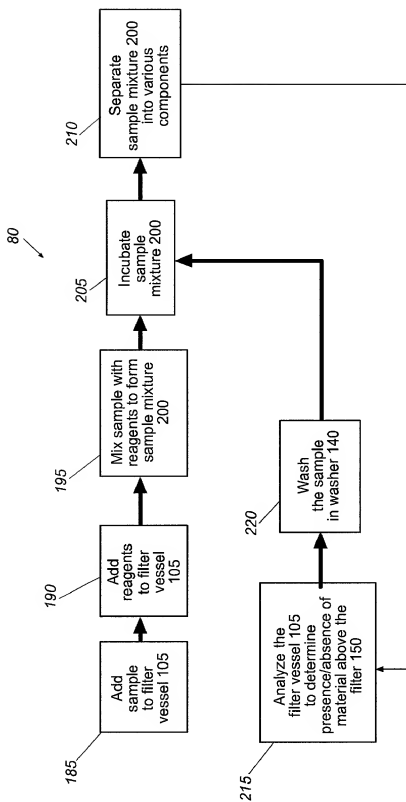 80
185
Add
sample
to filter
vessel 105
190
Add
reagents
to filter
vessel
105
195
Mix sample with
reagents to form
sample mixture
200
205
Incubate
sample
mixture 200
210
Separate
sample mixture 200
into various
components
215
Analyze the
filter vessel 105
to determine
presence/absence of
material above the
filter 150
220
Wash
the sample
in washer 140